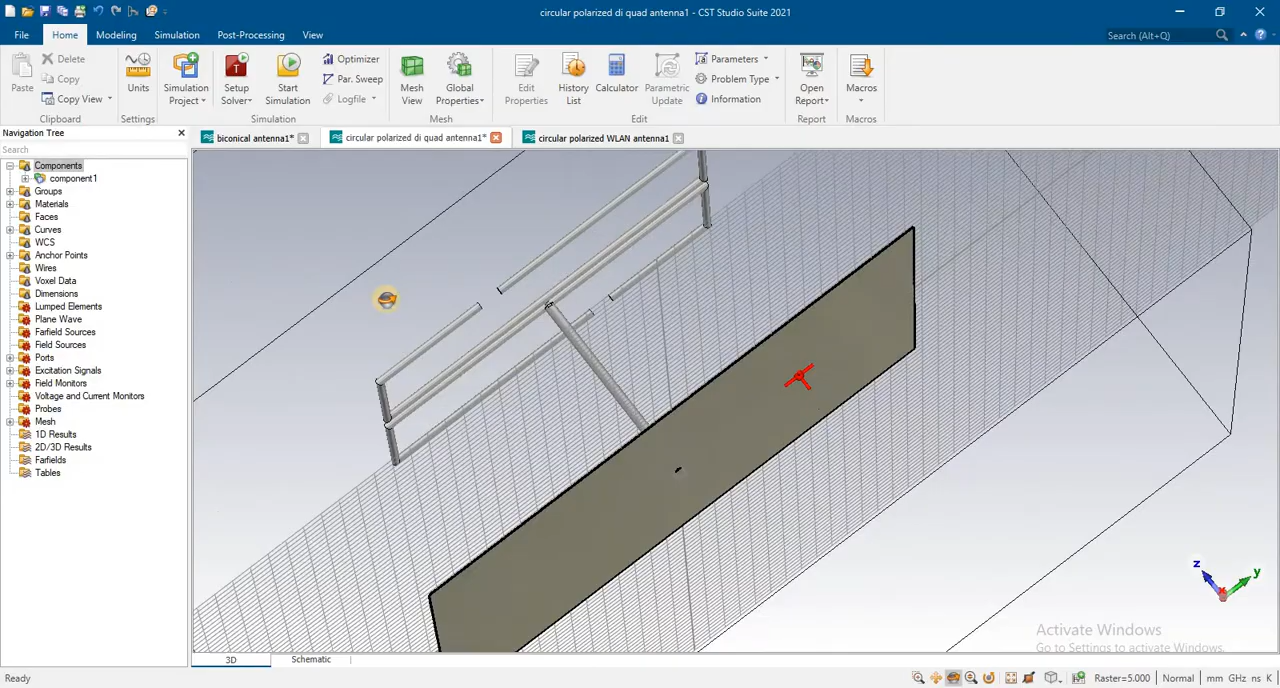 circular polarized di quad antenna1 - CST Studio Suite 2021
File Home Modeling Simulation Post-Processing View Search (Alt+Q)
Paste
Delete
Copy
Copy View
Clipboard
Units
Settings
Simulation
Project
Setup
Solver
Start
Simulation
Optimizer
Par. Sweep
Logfile
Simulation
Mesh
View
Global
Properties
Mesh
Edit
Properties
History
List
Calculator
Parametric
Update
Parameters
Problem Type
Information
Edit
Open
Report
Report
Macros
Macros
Navigation Tree
Search
biconical antenna1*
circular polarized di quad antenna1*
circular polarized WLAN antenna1
Components
component1
Groups
Materials
Faces
Curves
WCS
Anchor Points
Wires
Voxel Data
Dimensions
Lumped Elements
Plane Wave
Farfield Sources
Field Sources
Ports
Excitation Signals
Field Monitors
Voltage and Current Monitors
Probes
Mesh
1D Results
2D/3D Results
Farfields
Tables
z
y
x
Activate Windows
Go to Settings to activate Windows.
3D Schematic
Ready
Raster=5.000 Normal mm GHz ns K